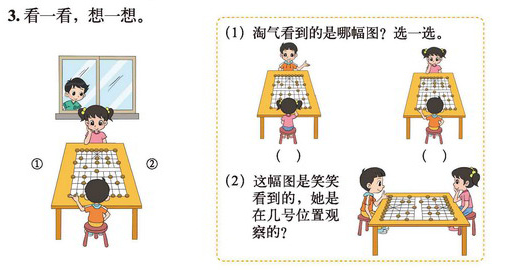 3.看一看，想一想。
①
②
（1）淘气看到的是哪幅图？选一选。
（ ） （ ）
（2）这幅图是笑笑
看到的，她是
在几号位置观
察的？